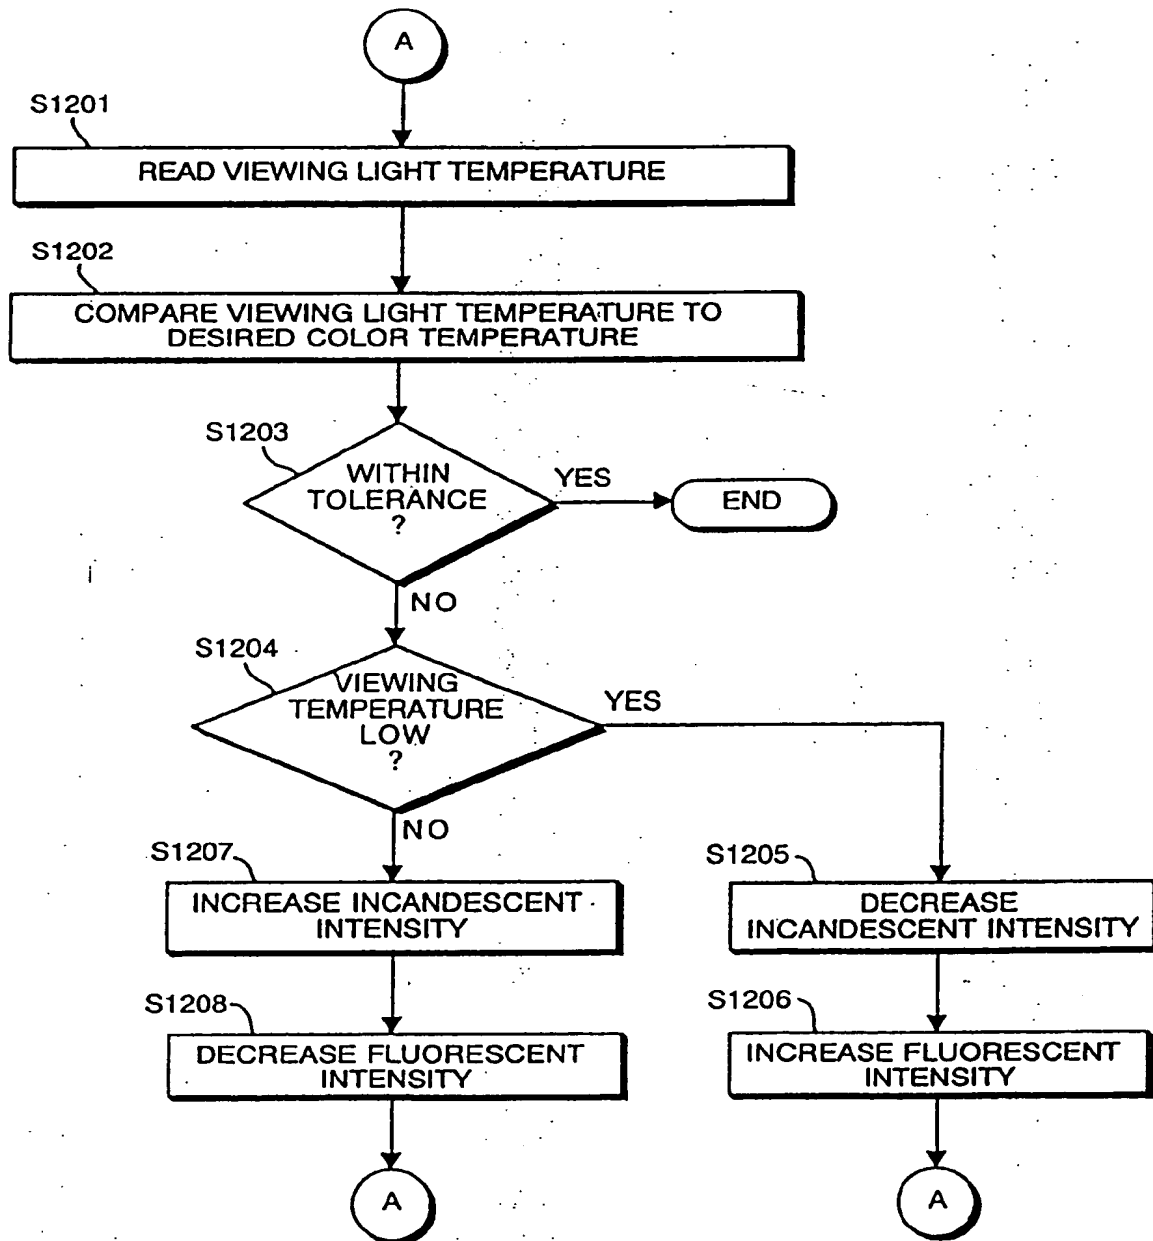 A
S1201
READ VIEWING LIGHT TEMPERATURE
S1202
COMPARE VIEWING LIGHT TEMPERATURE TO
DESIRED COLOR TEMPERATURE
S1203
WITHIN
TOLERANCE
?
YES
END
NO
S1204
VIEWING
TEMPERATURE
LOW
?
YES
NO
S1207
INCREASE INCANDESCENT
INTENSITY
S1205
DECREASE
INCANDESCENT INTENSITY
S1208
DECREASE FLUORESCENT
INTENSITY
S1206
INCREASE FLUORESCENT
INTENSITY
A
A